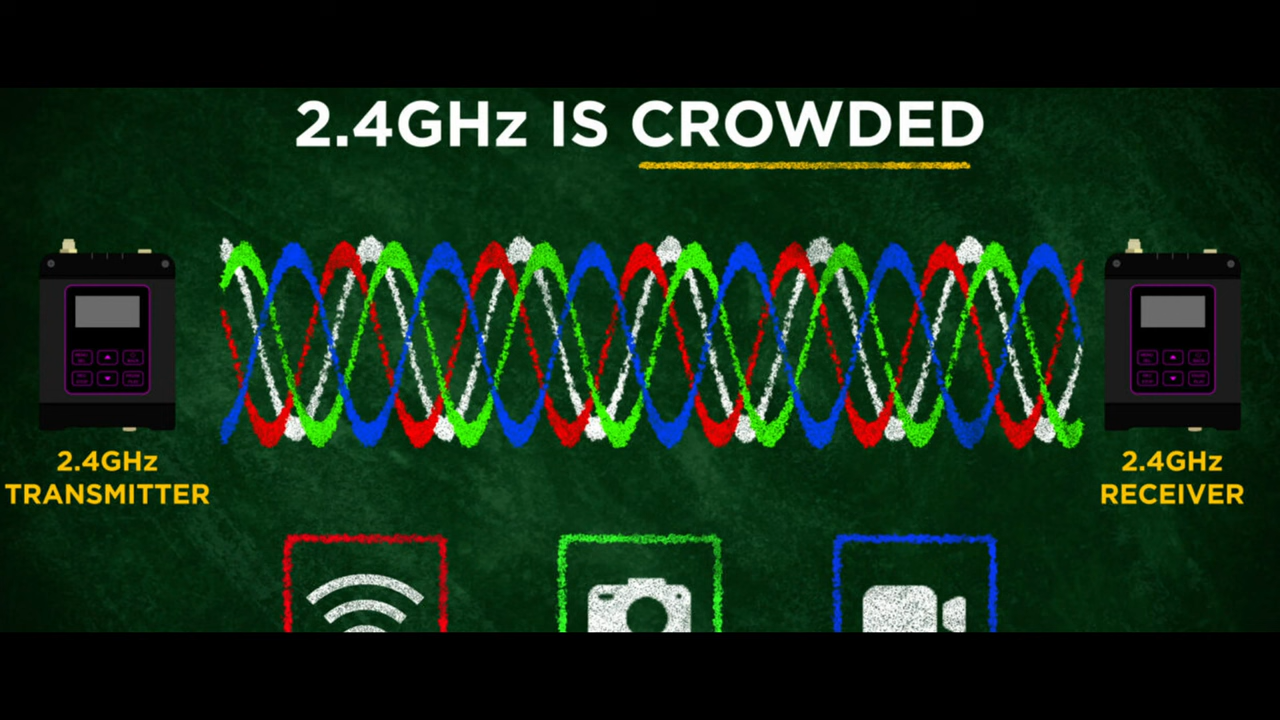 2.4GHz IS CROWDED
2.4GHz
TRANSMITTER
2.4GHz
RECEIVER